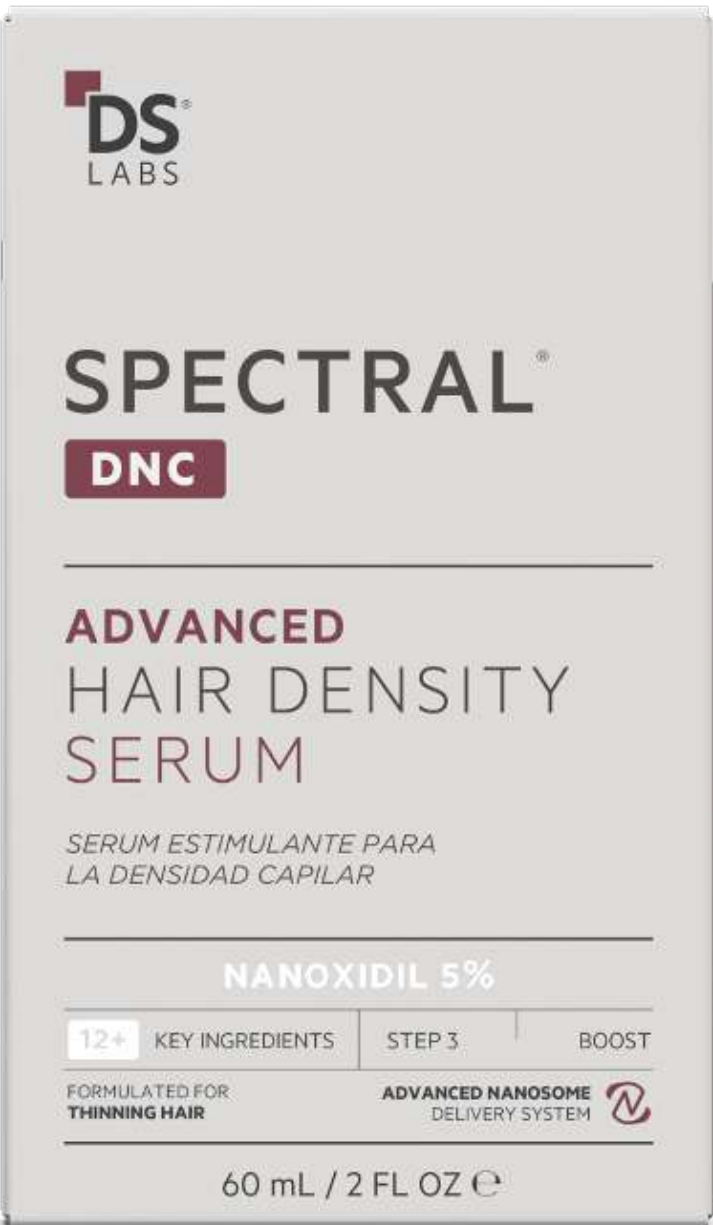 DS®
LABS
SPECTRAL®
DNC
ADVANCED
HAIR DENSITY
SERUM
SERUM ESTIMULANTE PARA
LA DENSIDAD CAPILAR
NANOXIDIL 5%
12+ KEY INGREDIENTS STEP 3 BOOST
FORMULATED FOR
THINNING HAIR
ADVANCED NANOSOME
DELIVERY SYSTEM
60 mL / 2 FL OZ ℮